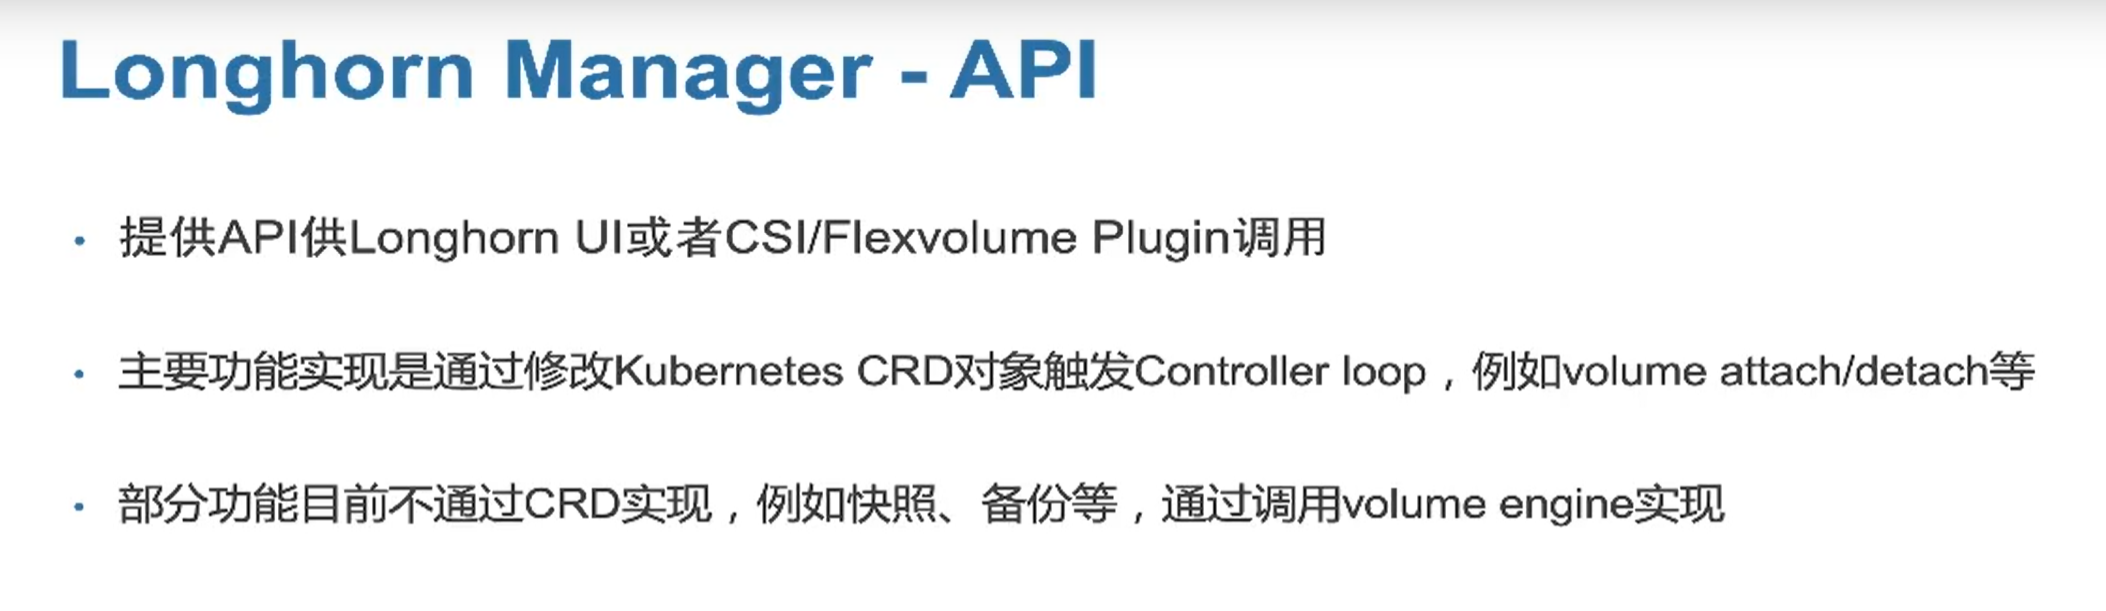 Longhorn Manager - API
• 提供API供Longhorn UI或者CSI/Flexvolume Plugin调用
• 主要功能实现是通过修改Kubernetes CRD对象触发Controller loop，例如volume attach/detach等
• 部分功能目前不通过CRD实现，例如快照、备份等，通过调用volume engine实现